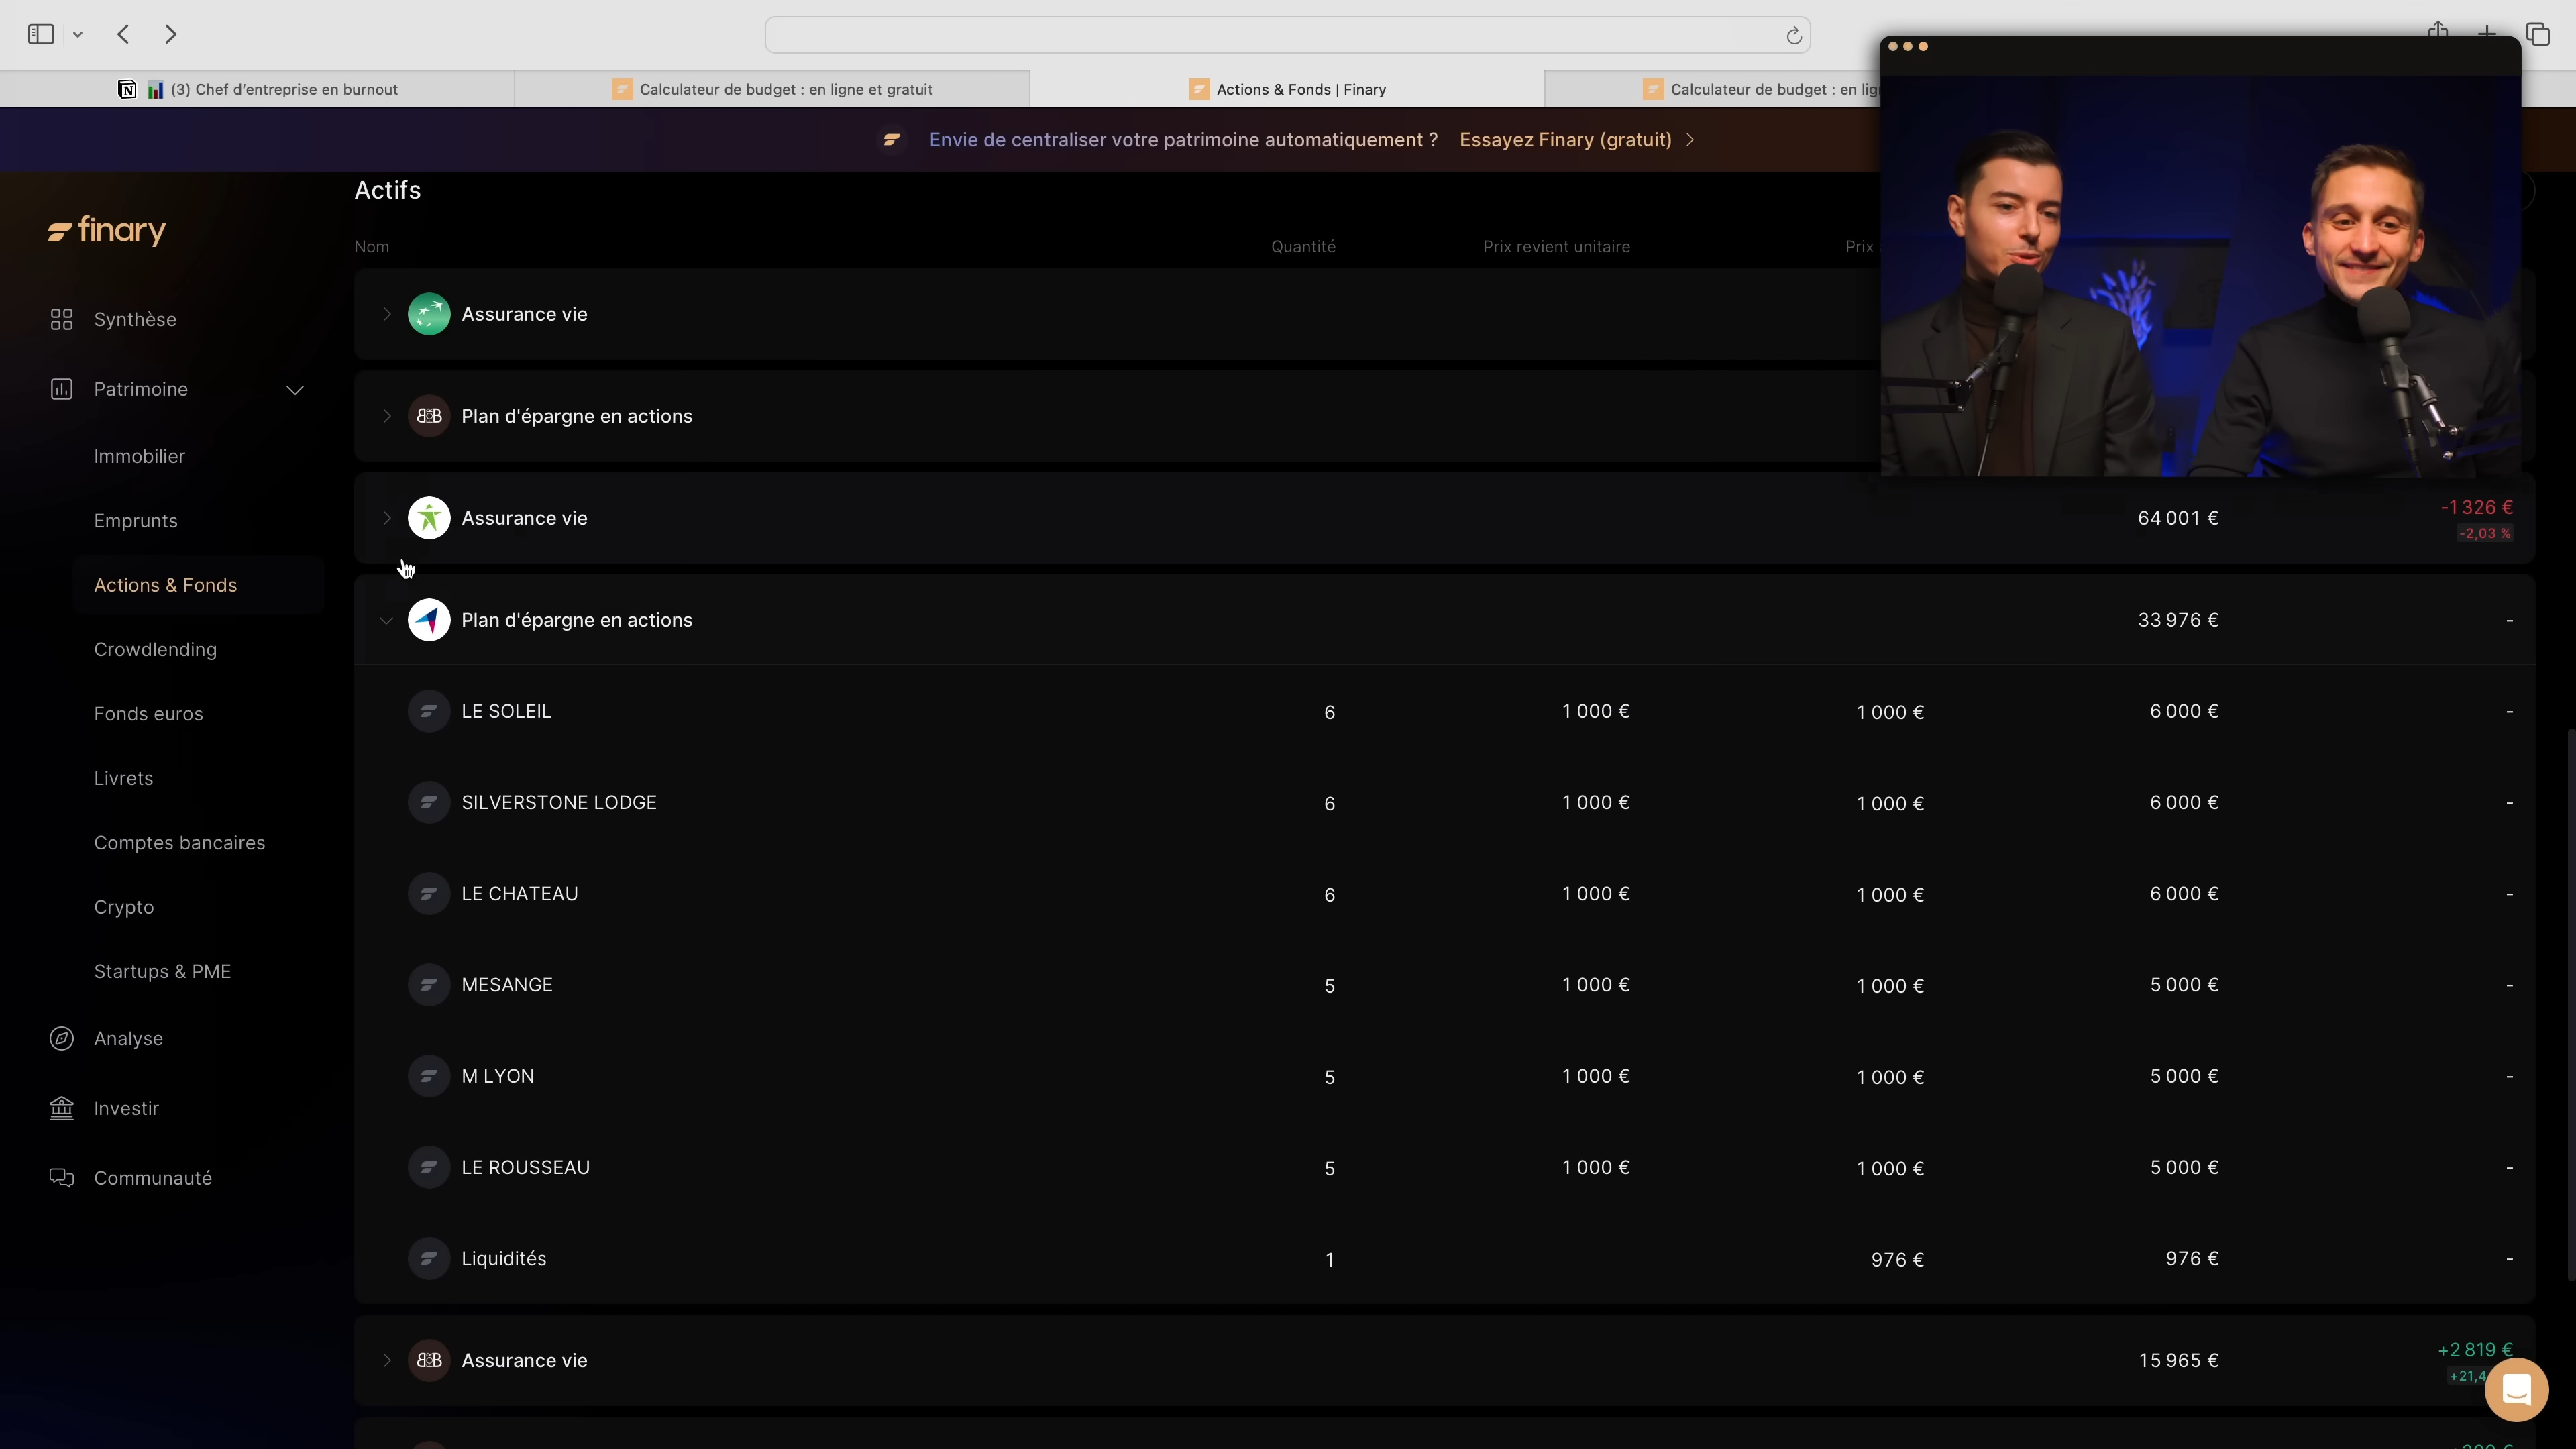 (3) Chef d'entreprise en burnout
Calculateur de budget : en ligne et gratuit
Actions & Fonds | Finary
Calculateur de budget : en
Envie de centraliser votre patrimoine automatiquement ? Essayez Finary (gratuit)
finary
Synthèse
Patrimoine
Immobilier
Emprunts
Actions & Fonds
Crowdlending
Fonds euros
Livrets
Comptes bancaires
Crypto
Startups & PME
Analyse
Investir
Communauté
Actifs
Nom Quantité Prix revient unitaire Prix
Assurance vie
BoB Plan d'épargne en actions
Assurance vie 64 001 € -1 326 €
-2,03 %
Plan d'épargne en actions 33 976 € -
LE SOLEIL 6 1 000 € 1 000 € 6 000 € -
SILVERSTONE LODGE 6 1 000 € 1 000 € 6 000 € -
LE CHATEAU 6 1 000 € 1 000 € 6 000 € -
MESANGE 5 1 000 € 1 000 € 5 000 € -
M LYON 5 1 000 € 1 000 € 5 000 € -
LE ROUSSEAU 5 1 000 € 1 000 € 5 000 € -
Liquidités 1 976 € 976 € -
BoB Assurance vie 15 965 € +2 819 €
+21,4